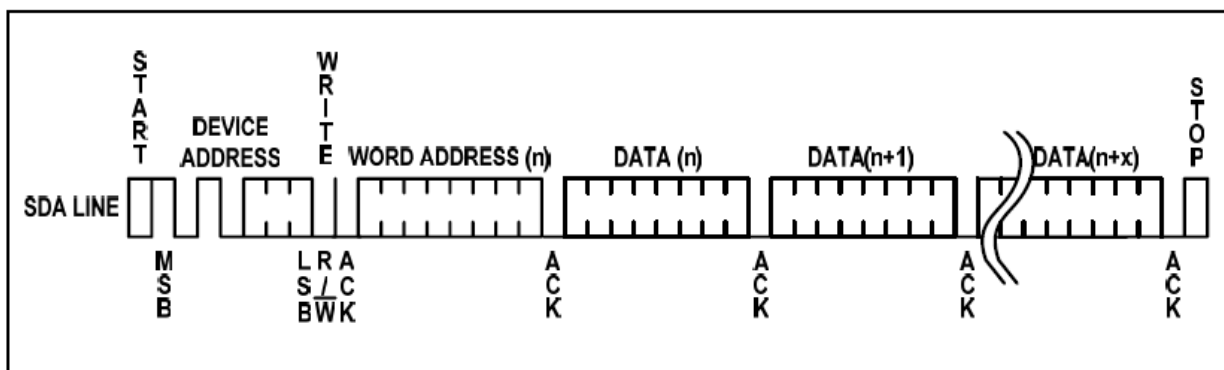 START
WRITE
STOP
DEVICE
ADDRESS
WORD ADDRESS (n)
DATA (n)
DATA(n+1)
DATA(n+x)
SDA LINE
MSB
LSB
R/W̅
ACK
ACK
ACK
ACK
ACK